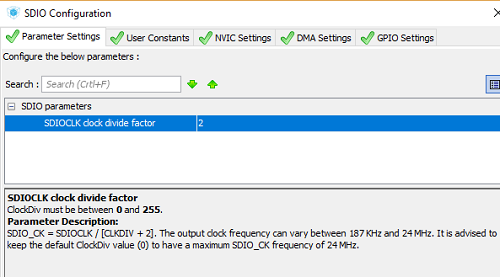 SDIO Configuration
Parameter Settings User Constants NVIC Settings DMA Settings GPIO Settings
Configure the below parameters :
Search : Search (Crtl+F)
SDIO parameters
SDIOCLK clock divide factor 2
SDIOCLK clock divide factor
ClockDiv must be between 0 and 255.
Parameter Description:
SDIO_CK = SDIOCLK / [CLKDIV + 2]. The output clock frequency can vary between 187 KHz and 24 MHz. It is advised to
keep the default ClockDiv value (0) to have a maximum SDIO_CK frequency of 24 MHz.